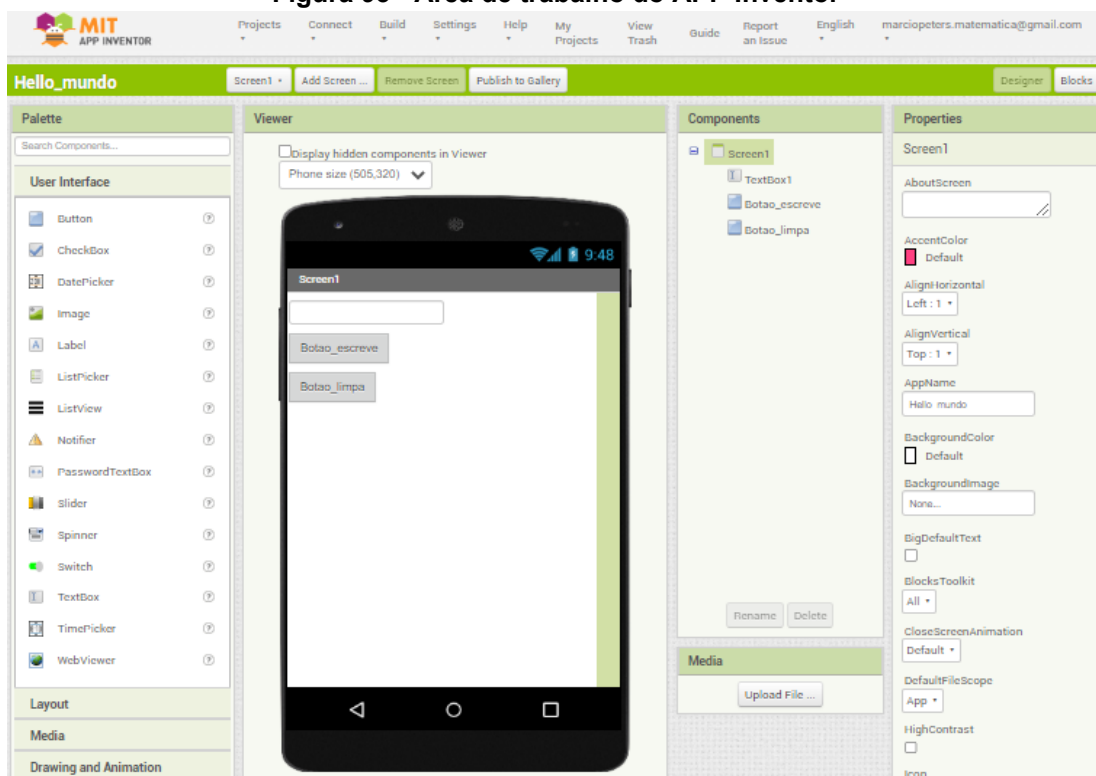 Figura 69 - Área de trabalho do APP Inventor
MIT
APP INVENTOR
Projects
Connect
Build
Settings
Help
My
Projects
View
Trash
Guide
Report
an Issue
English
marciopeters.matematica@gmail.com
Hello_mundo
Screen1
Add Screen ...
Remove Screen
Publish to Gallery
Designer
Blocks
Palette
Search Components...
User Interface
Button
CheckBox
DatePicker
Image
Label
ListPicker
ListView
Notifier
PasswordTextBox
Slider
Spinner
Switch
TextBox
TimePicker
WebViewer
Layout
Media
Drawing and Animation
Viewer
Display hidden components in Viewer
Phone size (505,320)
9:48
Screen1
Botao_escreve
Botao_limpa
Components
Screen1
TextBox1
Botao_escreve
Botao_limpa
Rename
Delete
Media
Upload File ...
Properties
Screen1
AboutScreen
AccentColor
Default
AlignHorizontal
Left : 1
AlignVertical
Top : 1
AppName
Hello mundo
BackgroundColor
Default
BackgroundImage
None...
BigDefaultText
BlocksToolkit
All
CloseScreenAnimation
Default
DefaultFileScope
App
HighContrast
Icon